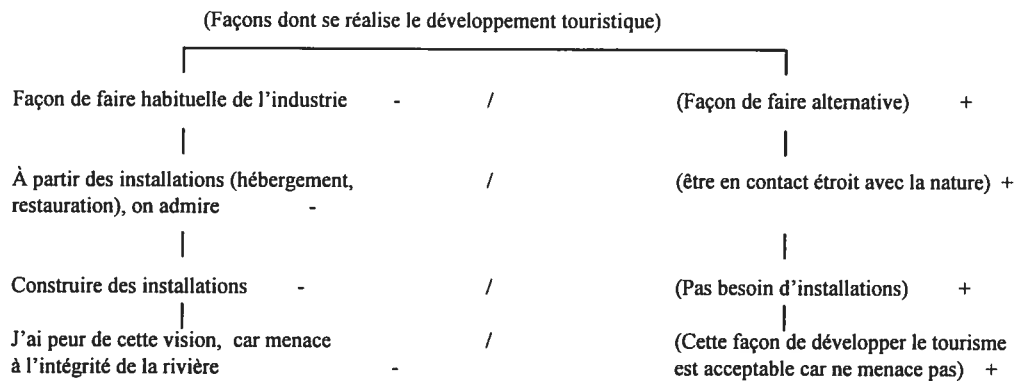 (Façons dont se réalise le développement touristique)
Façon de faire habituelle de l'industrie - / (Façon de faire alternative) +
À partir des installations (hébergement, / (être en contact étroit avec la nature) +
restauration), on admire -
Construire des installations - / (Pas besoin d'installations) +
J'ai peur de cette vision, car menace / (Cette façon de développer le tourisme
à l'intégrité de la rivière - est acceptable car ne menace pas) +